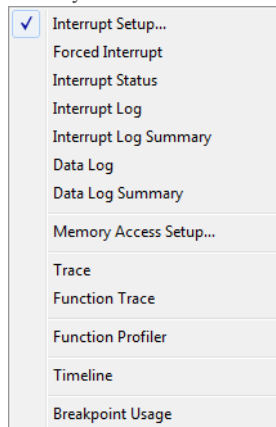 Interrupt Setup...
Forced Interrupt
Interrupt Status
Interrupt Log
Interrupt Log Summary
Data Log
Data Log Summary
Memory Access Setup...
Trace
Function Trace
Function Profiler
Timeline
Breakpoint Usage